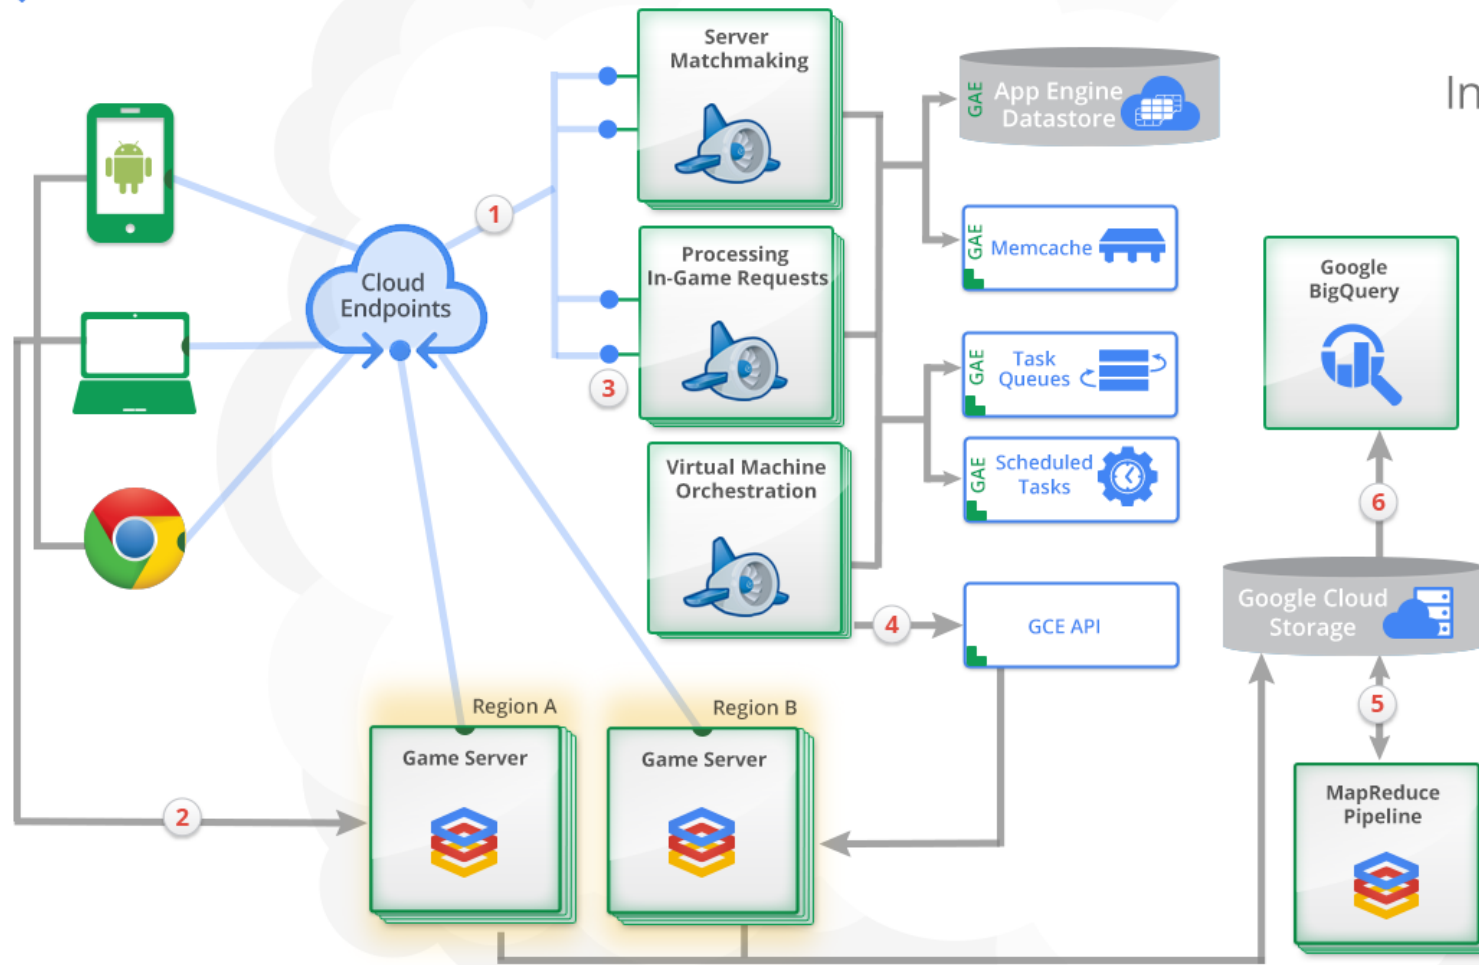 Server
Matchmaking
GAE
App Engine
Datastore
In
1
Cloud
Endpoints
Processing
In-Game Requests
GAE
Memcache
Google
BigQuery
3
GAE
Task
Queues
Virtual Machine
Orchestration
GAE
Scheduled
Tasks
6
4
GCE API
Google Cloud
Storage
Region A
Region B
5
Game Server
Game Server
2
MapReduce
Pipeline